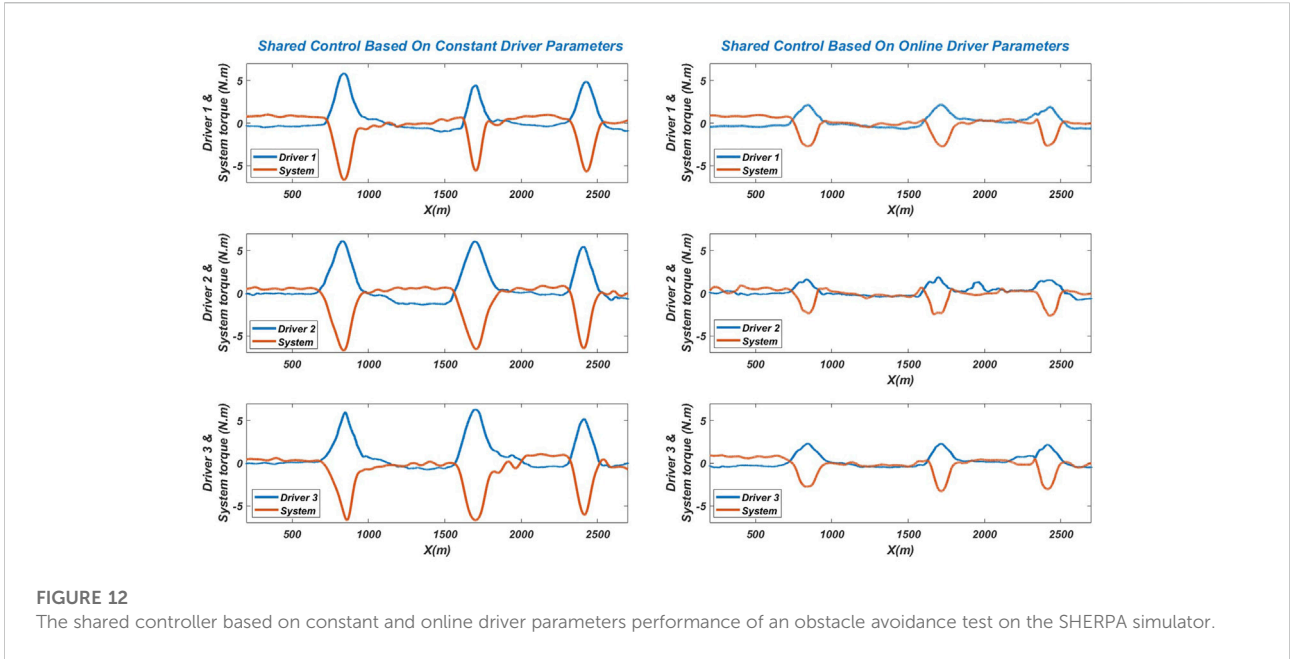 Shared Control Based On Constant Driver Parameters
Driver 1 &
System torque (N.m)
5
0
-5
Driver 1
System
500 1000 1500 2000 2500
X(m)
Driver 2 &
System torque (N.m)
5
0
-5
Driver 2
System
500 1000 1500 2000 2500
X(m)
Driver 3 &
System torque (N.m)
5
0
-5
Driver 3
System
500 1000 1500 2000 2500
X(m)
Shared Control Based On Online Driver Parameters
Driver 1 &
System torque (N.m)
5
0
-5
Driver 1
System
500 1000 1500 2000 2500
X(m)
Driver 2 &
System torque (N.m)
5
0
-5
Driver 2
System
500 1000 1500 2000 2500
X(m)
Driver 3 &
System torque (N.m)
5
0
-5
Driver 3
System
500 1000 1500 2000 2500
X(m)
FIGURE 12
The shared controller based on constant and online driver parameters performance of an obstacle avoidance test on the SHERPA simulator.